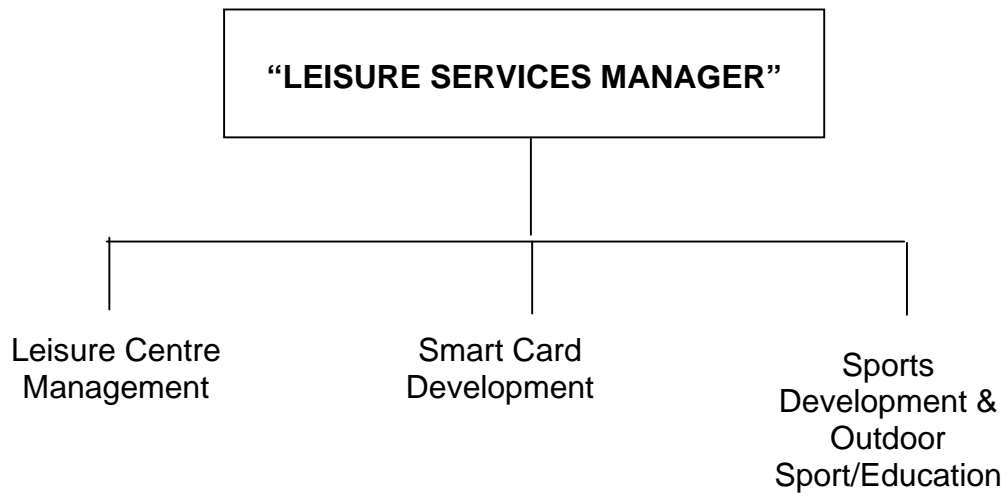 “LEISURE SERVICES MANAGER”
Leisure Centre
Management
Smart Card
Development
Sports
Development &
Outdoor
Sport/Education